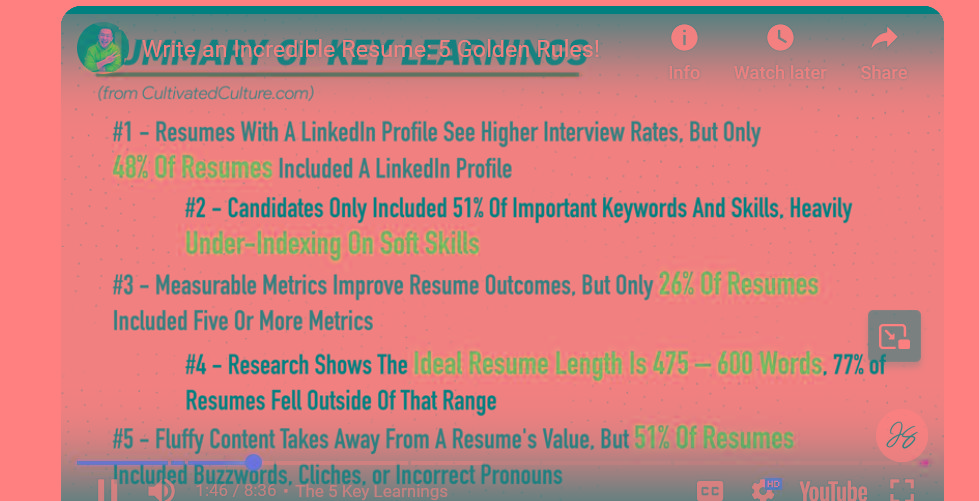 SUMMARY OF KEY LEARNINGS
Write an Incredible Resume: 5 Golden Rules!
Info
Watch later
Share
(from CultivatedCulture.com)
#1 - Resumes With A LinkedIn Profile See Higher Interview Rates, But Only
48% Of Resumes Included A LinkedIn Profile
#2 - Candidates Only Included 51% Of Important Keywords And Skills, Heavily
Under-Indexing On Soft Skills
#3 - Measurable Metrics Improve Resume Outcomes, But Only 26% Of Resumes
Included Five Or More Metrics
#4 - Research Shows The Ideal Resume Length Is 475 – 600 Words, 77% of
Resumes Fell Outside Of That Range
#5 - Fluffy Content Takes Away From A Resume's Value, But 51% Of Resumes
Included Buzzwords, Cliches, or Incorrect Pronouns
1:46 / 8:36 • The 5 Key Learnings
CC
HD
YouTube